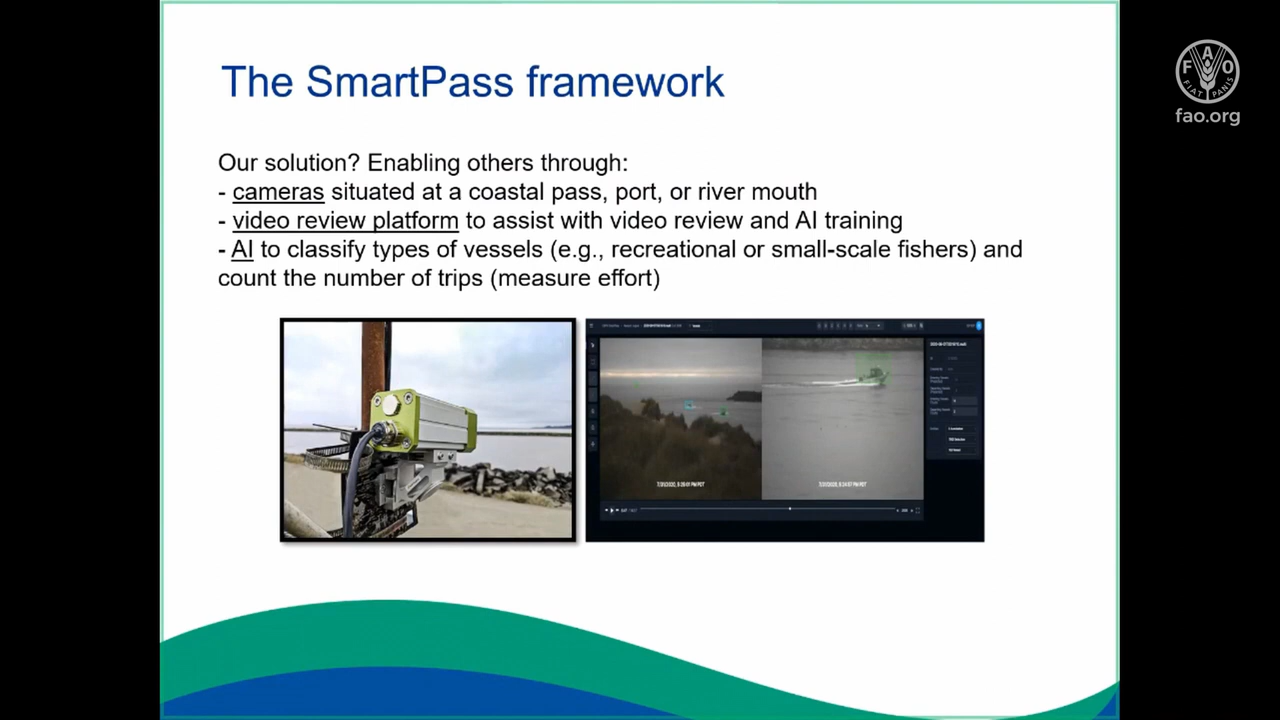 The SmartPass framework
Our solution? Enabling others through:
- cameras situated at a coastal pass, port, or river mouth
- video review platform to assist with video review and AI training
- AI to classify types of vessels (e.g., recreational or small-scale fishers) and
count the number of trips (measure effort)
F A O
FIAT PANIS
fao.org